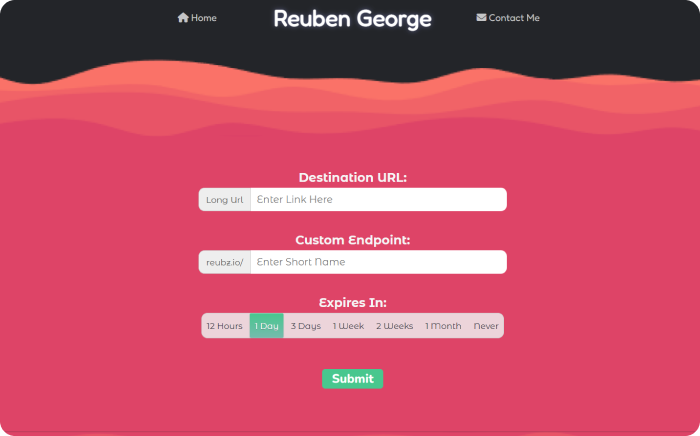 Home Reuben George Contact Me
Destination URL:
Long Url Enter Link Here
Custom Endpoint:
reubz.io/ Enter Short Name
Expires In:
12 Hours 1 Day 3 Days 1 Week 2 Weeks 1 Month Never
Submit